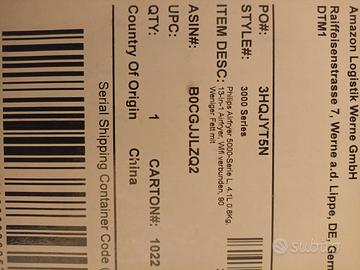 Amazon Logistik Werne GmbH
Raiffeisenstrasse 7, Werne a.d. Lippe, DE, Germ
DTM1
PO#: 3HQJYT5N
STYLE#: 3000 Series
ITEM DESC: Philips Airfryer 5000-Serie L, 4.1L 0.8Kg,
13-in-1 Airfryer, Wifi verbunden, 90
Weniger Fett mit
ASIN#: B0CGJJLZQ2
UPC:
QTY: 1 CARTON#: 1022
Country Of Origin China
Serial Shipping Container Code (
subito